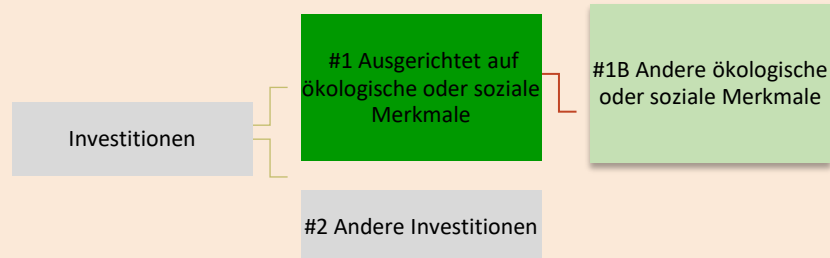 Investitionen
#1 Ausgerichtet auf
ökologische oder soziale
Merkmale
#2 Andere Investitionen
#1B Andere ökologische
oder soziale Merkmale